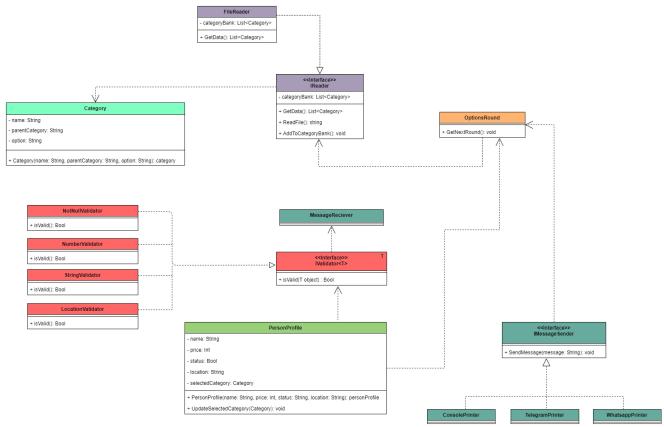 FileReader
- categoryBank: List<Category>
+ GetData(): List<Category>
<<Interface>>
IReader
- categoryBank: List<Category>
+ GetData(): List<Category>
+ ReadFile(): string
+ AddToCategoryBank(): void
Category
- name: String
- parentCategory: String
- option: String
+ Category(name: String, parentCategory: String, option: String): category
OptionsRound
+ GetNextRound(): void
NotNullValidator
+ isValid(): Bool
NumberValidator
+ isValid(): Bool
StringValidator
+ isValid(): Bool
LocationValidator
+ isValid(): Bool
MessageReciever
T
<<Interface>>
IValidator<T>
+ isValid(T object) : Bool
PersonProfile
- name: String
- price: Int
- status: Bool
- location: String
- selectedCategory: Category
+ PersonProfile(name: String, price: int, status: String, location: String): personProfile
+ UpdateSelectedCategory(Category): void
<<Interface>>
IMessageSender
+ SendMessage(message: String): void
ConsolePrinter
TelegramPrinter
WhatsappPrinter